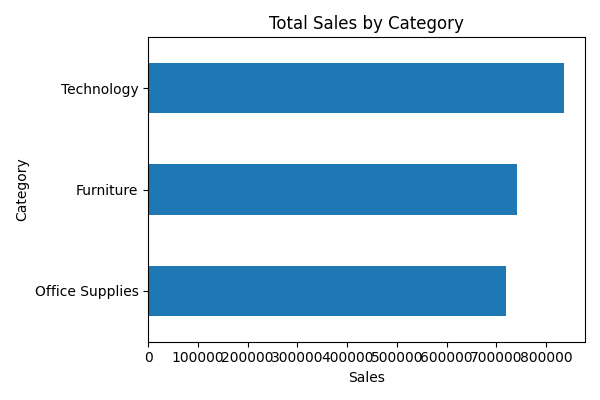 Total Sales by Category
Technology
Furniture
Office Supplies
Category
0 100000 200000 300000 400000 500000 600000 700000 800000
Sales